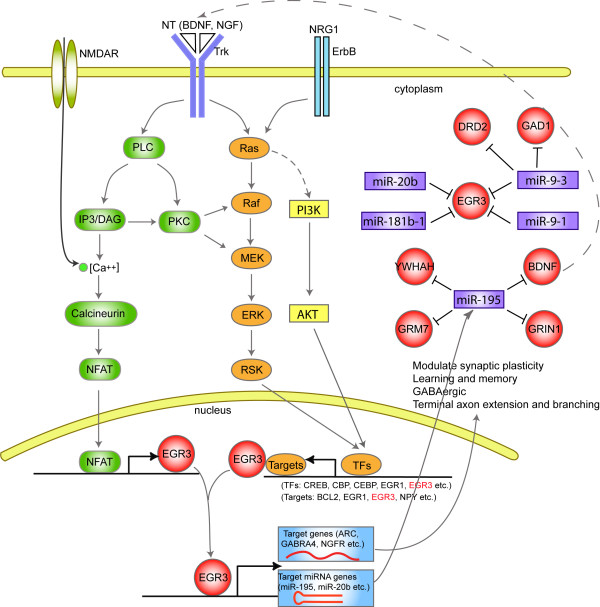 NT (BDNF, NGF)
NRG1
NMDAR
Trk
ErbB
cytoplasm
DRD2
GAD1
PLC
Ras
miR-20b
miR-9-3
EGR3
IP3/DAG
PKC
Raf
PI3K
miR-181b-1
miR-9-1
[Ca++]
MEK
YWHAH
BDNF
miR-195
Calcineurin
ERK
AKT
GRM7
GRIN1
NFAT
RSK
Modulate synaptic plasticity
Learning and memory
GABAergic
Terminal axon extension and branching
nucleus
NFAT
EGR3
EGR3
Targets
TFs
(TFs: CREB, CBP, CEBP, EGR1, EGR3 etc.)
(Targets: BCL2, EGR1, EGR3, NPY etc.)
Target genes (ARC,
GABRA4, NGFR etc.)
EGR3
Target miRNA genes
(miR-195, miR-20b etc.)